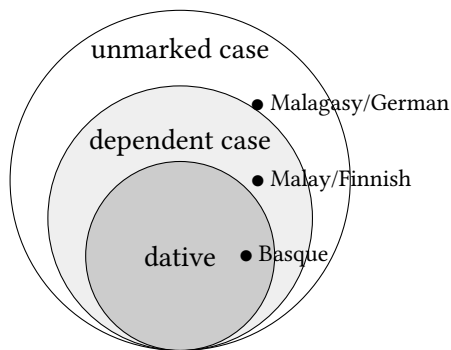 unmarked case
Malagasy/German
dependent case
Malay/Finnish
dative
Basque